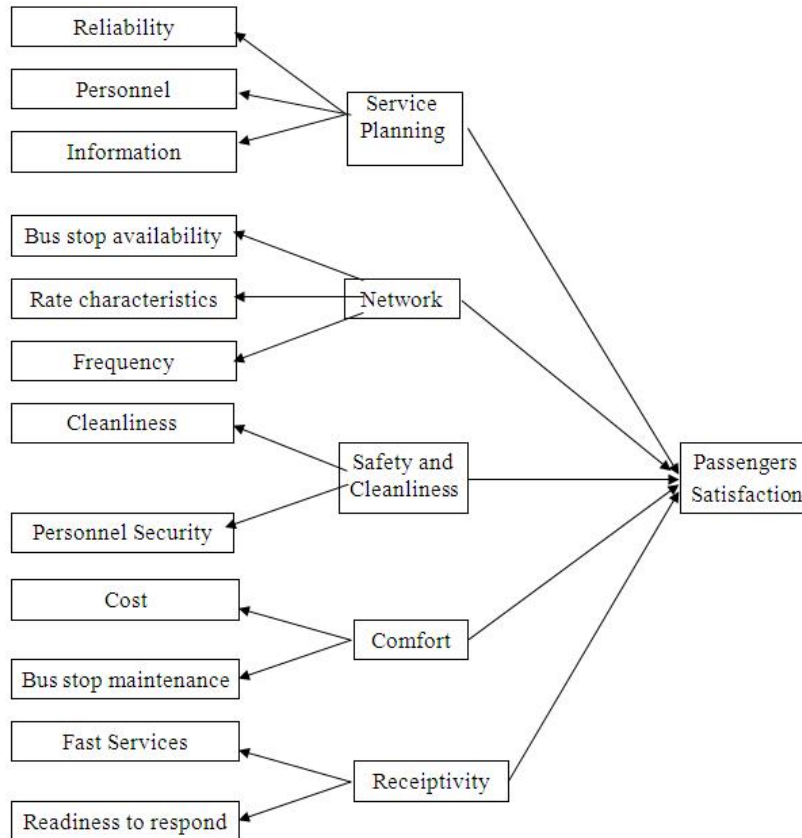 Reliability
Personnel
Information
Service
Planning
Bus stop availability
Rate characteristics
Frequency
Network
Cleanliness
Personnel Security
Safety and
Cleanliness
Cost
Bus stop maintenance
Comfort
Fast Services
Readiness to respond
Receiptivity
Passengers
Satisfaction